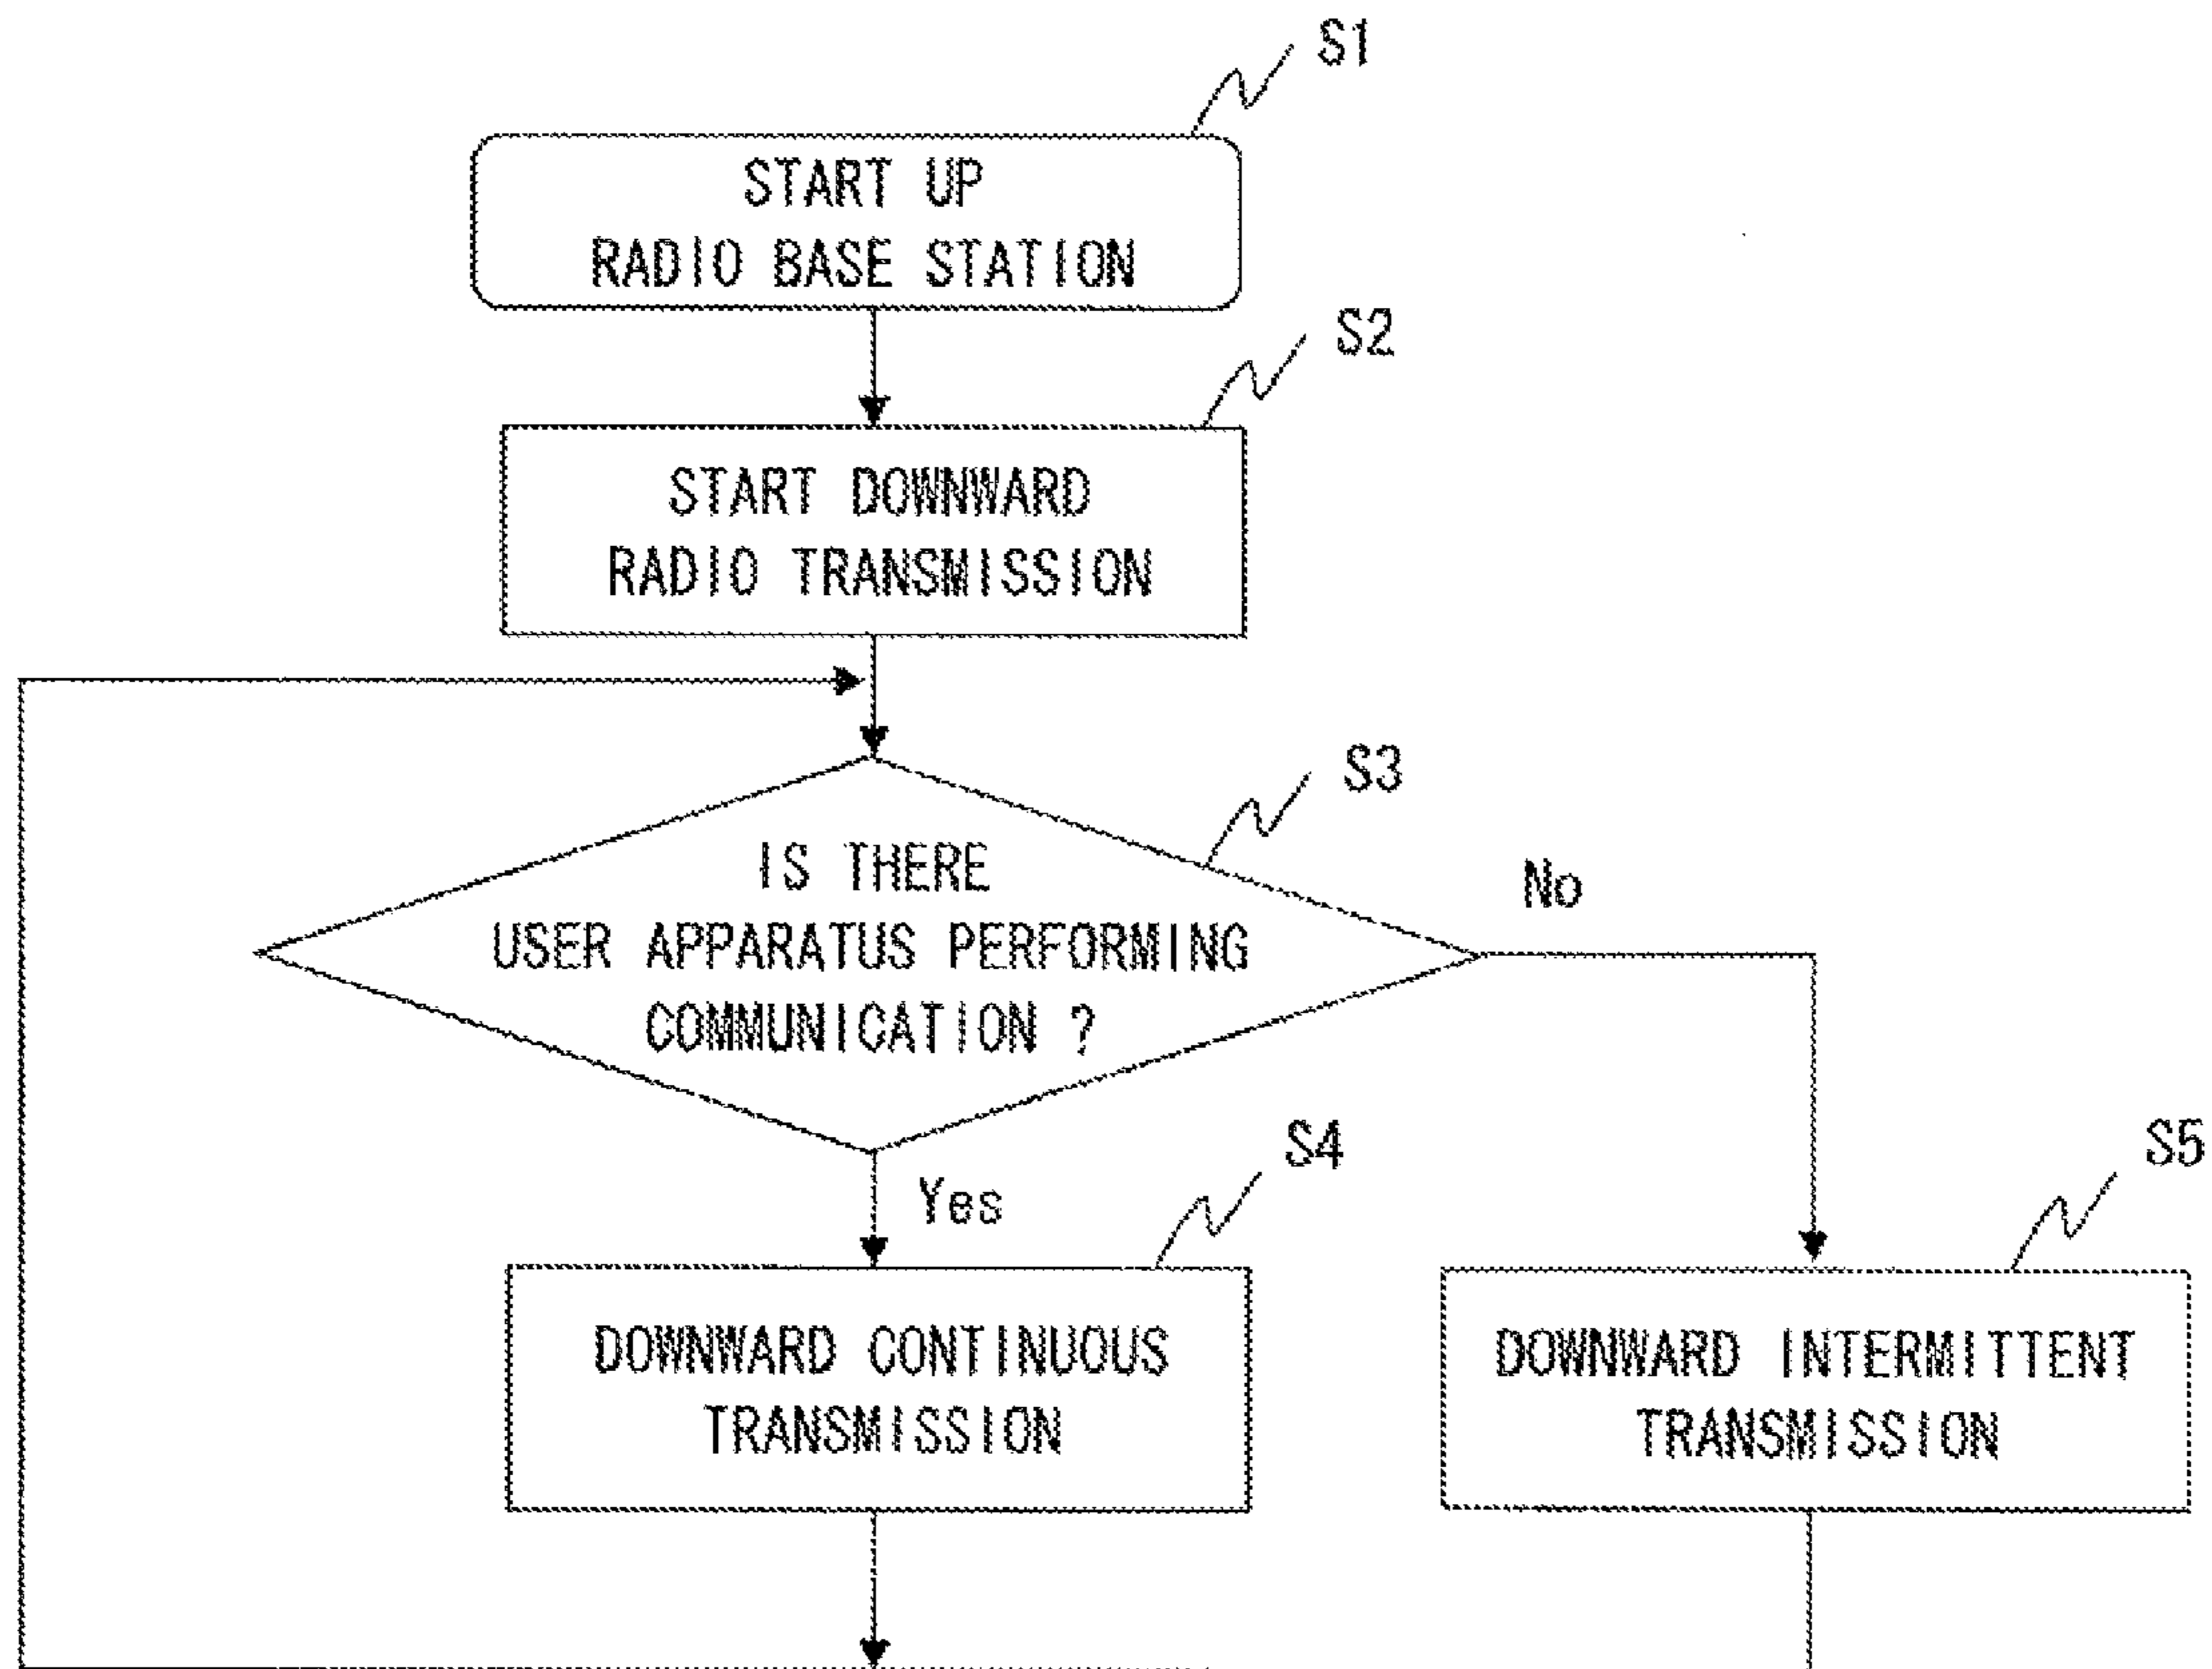 S1
START UP
RADIO BASE STATION
S2
START DOWNWARD
RADIO TRANSMISSION
S3
IS THERE
USER APPARATUS PERFORMING
COMMUNICATION ?
No
Yes
S4
S5
DOWNWARD CONTINUOUS
TRANSMISSION
DOWNWARD INTERMITTENT
TRANSMISSION